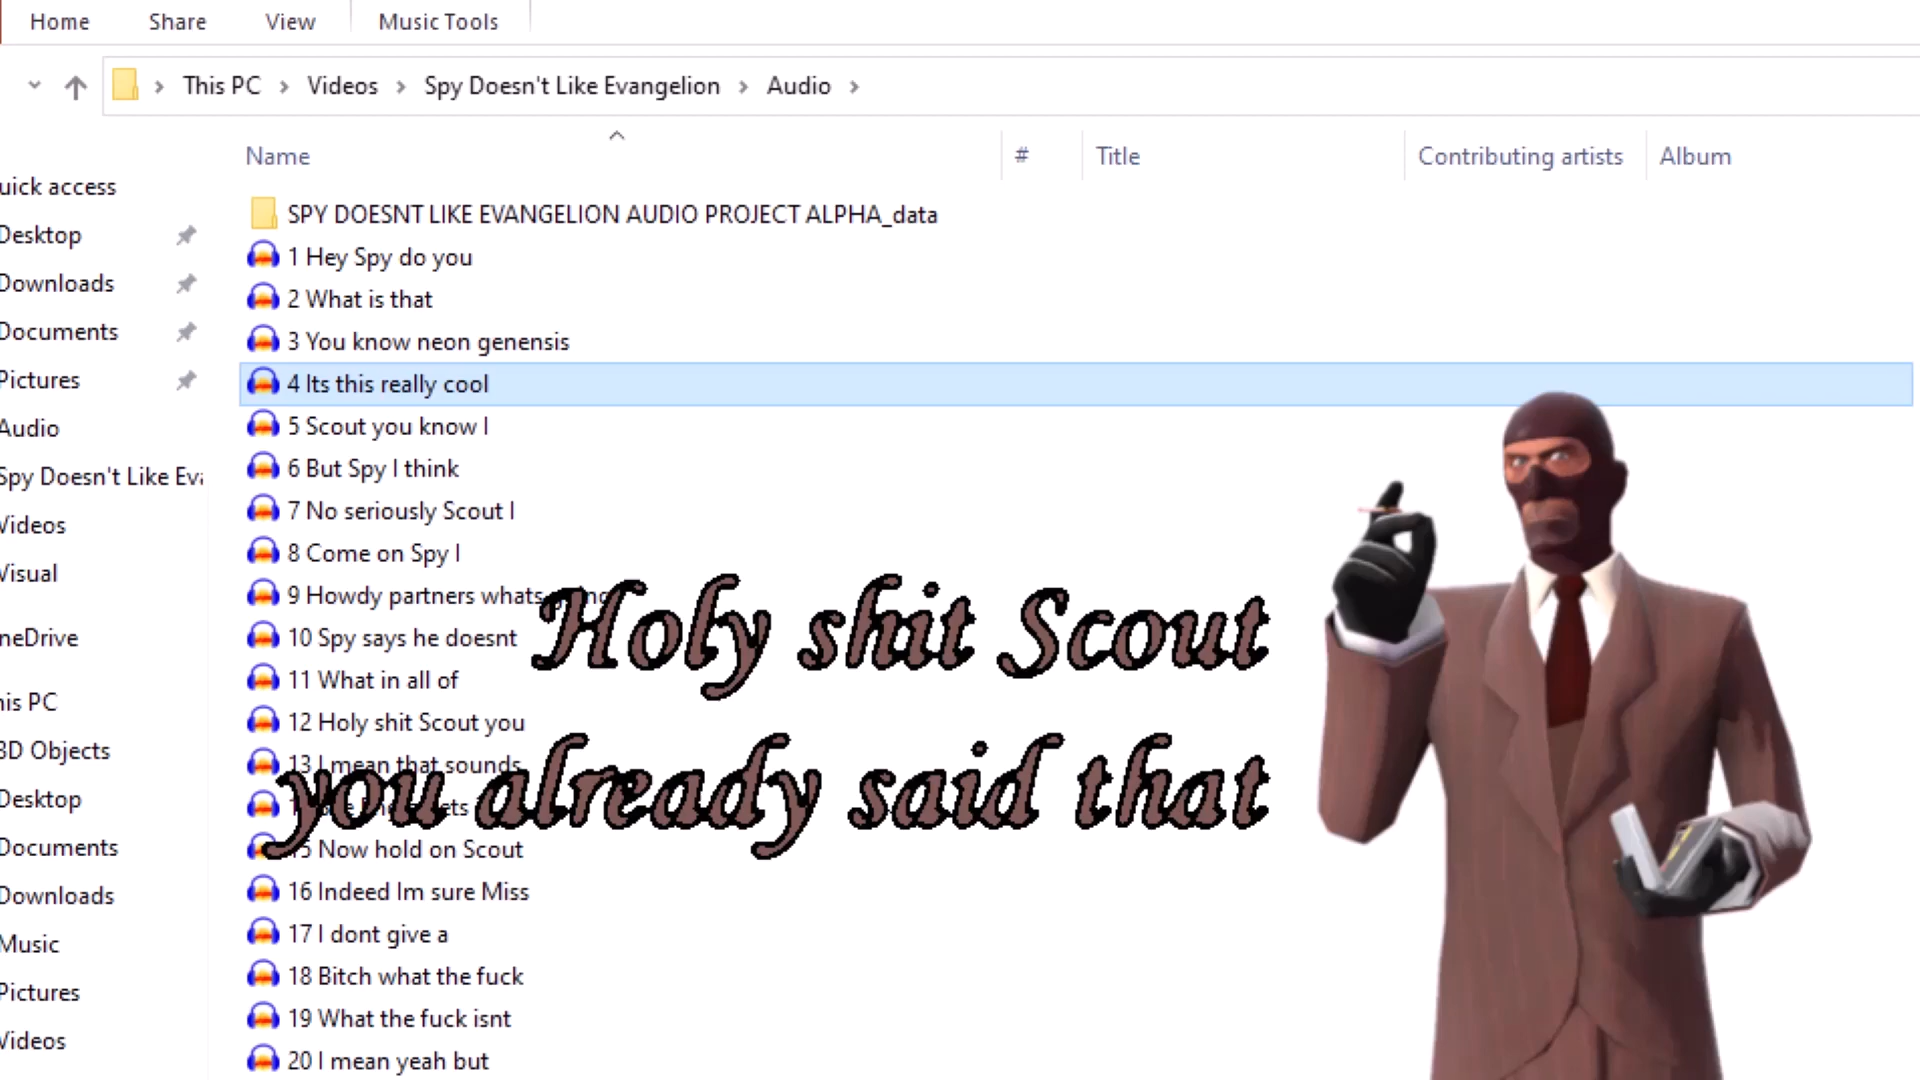 Home Share View Music Tools
This PC Videos Spy Doesn't Like Evangelion Audio
Name # Title Contributing artists Album
uick access
Desktop
Downloads
Documents
Pictures
Audio
Spy Doesn't Like Eva
Videos
Visual
neDrive
his PC
3D Objects
Desktop
Documents
Downloads
Music
Pictures
Videos
SPY DOESNT LIKE EVANGELION AUDIO PROJECT ALPHA_data
1 Hey Spy do you
2 What is that
3 You know neon genensis
4 Its this really cool
5 Scout you know I
6 But Spy I think
7 No seriously Scout I
8 Come on Spy I
9 Howdy partners whats
10 Spy says he doesnt
11 What in all of
12 Holy shit Scout you
13 I mean that sounds
15 Now hold on Scout
16 Indeed Im sure Miss
17 I dont give a
18 Bitch what the fuck
19 What the fuck isnt
20 I mean yeah but
Holy shit Scout
you already said that